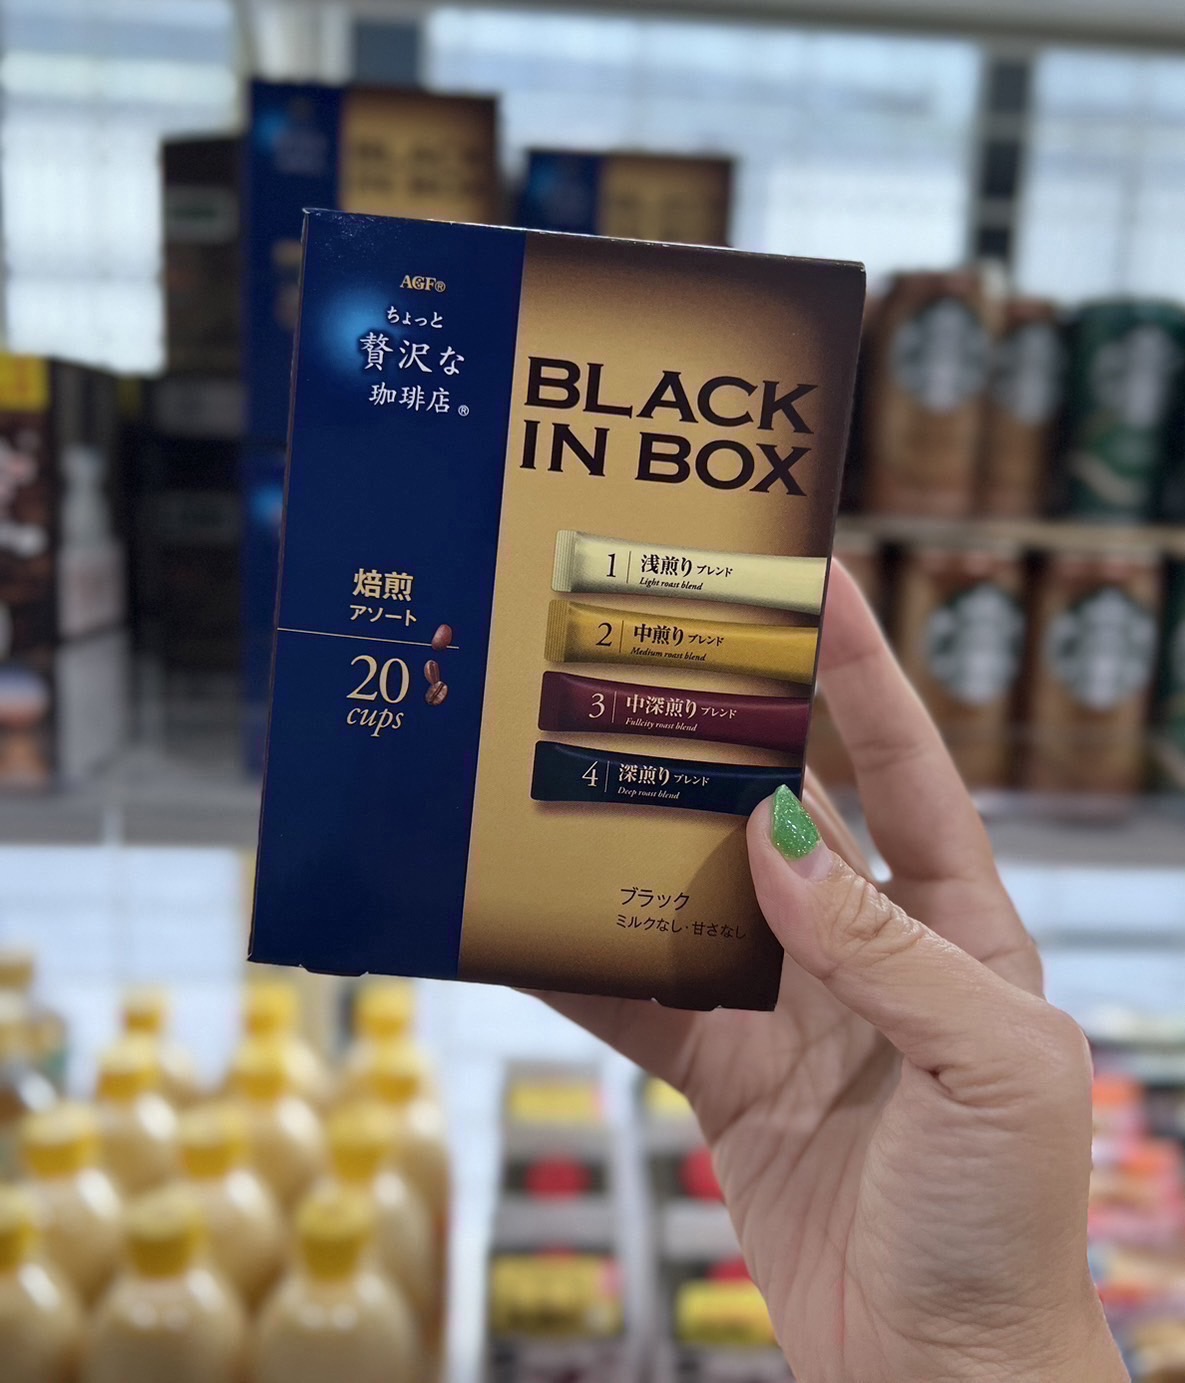 AGF®
ちょっと
贅沢な
珈琲店®
焙煎
アソート
20
cups
BLACK
IN BOX
1 浅煎りブレンド
Light roast blend
2 中煎りブレンド
Medium roast blend
3 中深煎りブレンド
Fullcity roast blend
4 深煎りブレンド
Deep roast blend
ブラック
ミルクなし・甘さなし
BLACK
IN BOX